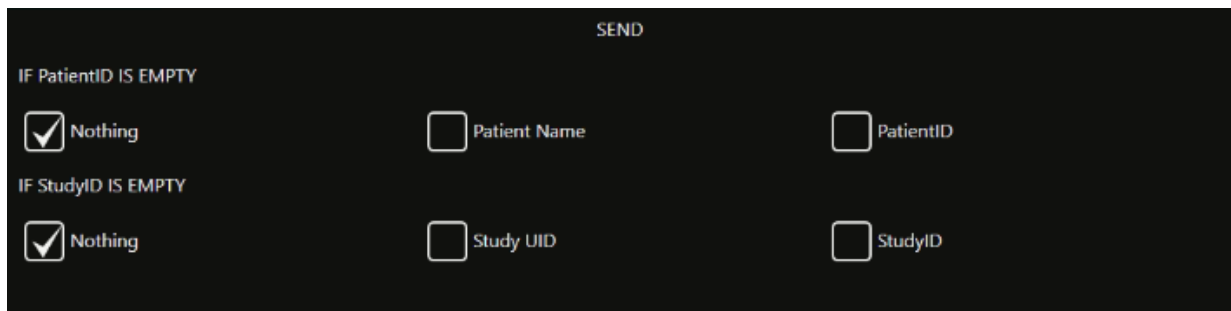 SEND
IF PatientID IS EMPTY
Nothing Patient Name PatientID
IF StudyID IS EMPTY
Nothing Study UID StudyID